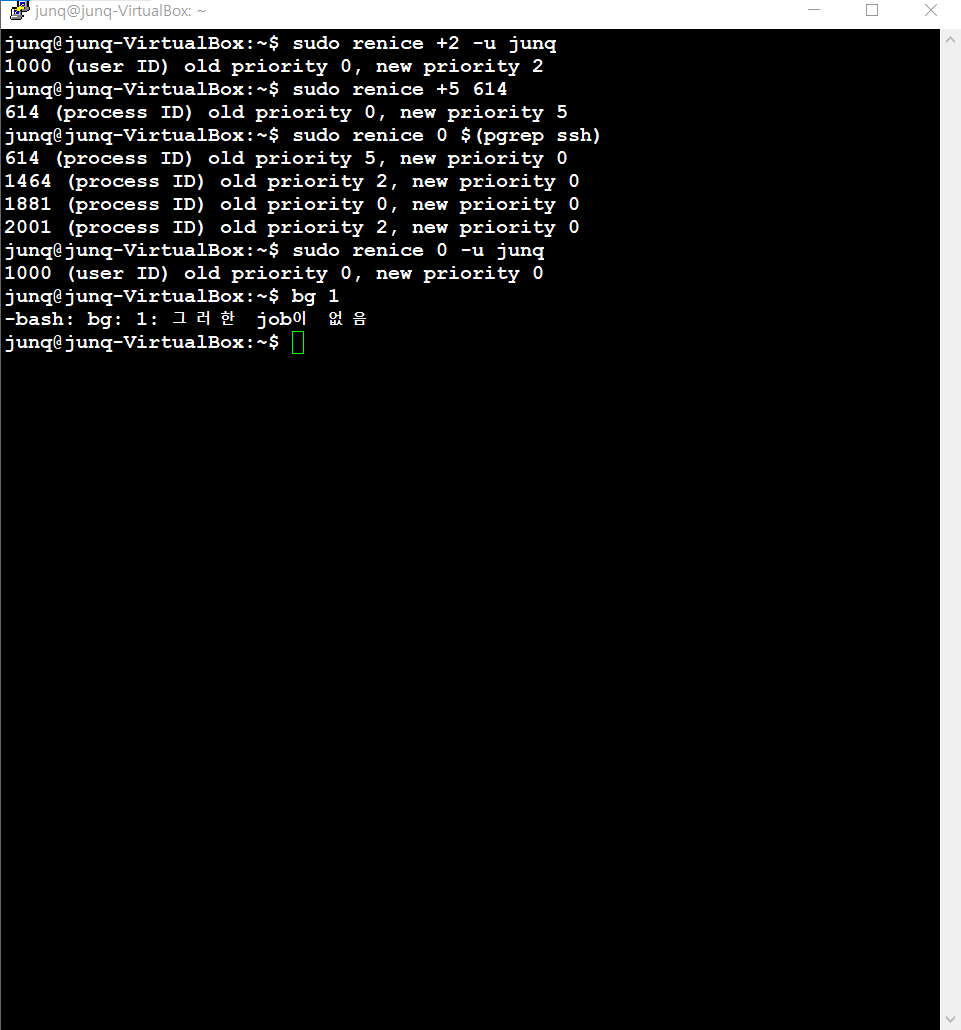 junq@junq-VirtualBox: ~
junq@junq-VirtualBox:~$ sudo renice +2 -u junq
1000 (user ID) old priority 0, new priority 2
junq@junq-VirtualBox:~$ sudo renice +5 614
614 (process ID) old priority 0, new priority 5
junq@junq-VirtualBox:~$ sudo renice 0 $(pgrep ssh)
614 (process ID) old priority 5, new priority 0
1464 (process ID) old priority 2, new priority 0
1881 (process ID) old priority 0, new priority 0
2001 (process ID) old priority 2, new priority 0
junq@junq-VirtualBox:~$ sudo renice 0 -u junq
1000 (user ID) old priority 0, new priority 0
junq@junq-VirtualBox:~$ bg 1
-bash: bg: 1: 그러한 job이 없음
junq@junq-VirtualBox:~$